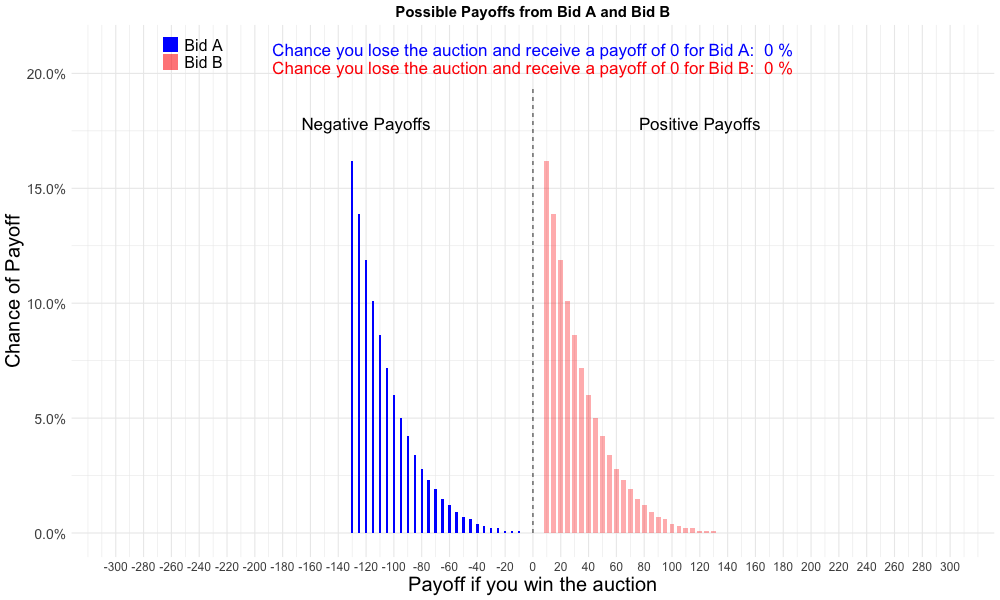 Possible Payoffs from Bid A and Bid B
Bid A
Bid B
Chance you lose the auction and receive a payoff of 0 for Bid A:  0 %
Chance you lose the auction and receive a payoff of 0 for Bid B:  0 %
Negative Payoffs
Positive Payoffs
Chance of Payoff
20.0%
15.0%
10.0%
5.0%
0.0%
-300 -280 -260 -240 -220 -200 -180 -160 -140 -120 -100 -80 -60 -40 -20 0 20 40 60 80 100 120 140 160 180 200 220 240 260 280 300
Payoff if you win the auction